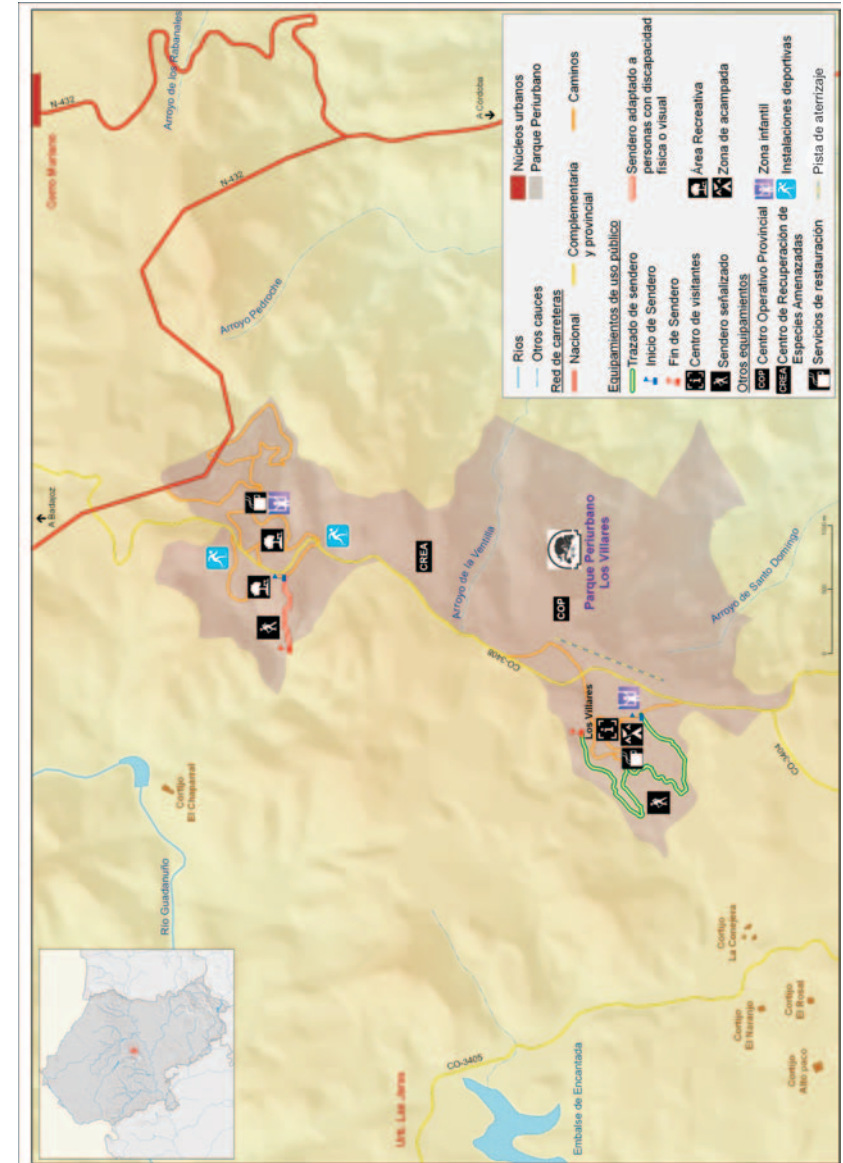 Cerro Muriano
N-432
Arroyo de los Rabanales
N-432
A Córdoba
A Badajoz
Arroyo Pedroche
CREA
Arroyo de la Ventilla
COP
Parque Periurbano
Los Villares
Arroyo de Santo Domingo
CO-3408
Los Villares
CO-3404
0
500
1000 m
Río Guadanuño
Cortijo
El Chaparral
Cortijo
La Conejera
Cortijo
El Naranjo
Cortijo
El Rosal
Cortijo
Alto paco
CO-3405
Urb. Las Jaras
Embalse de Encantada
Ríos
Otros cauces
Red de carreteras
Nacional
Complementaria
y provincial
Caminos
Núcleos urbanos
Parque Periurbano
Equipamientos de uso público
Trazado de sendero
Inicio de Sendero
Fin de Sendero
Centro de visitantes
Sendero señalizado
Sendero adaptado a
personas con discapacidad
física o visual
Área Recreativa
Zona de acampada
Otros equipamientos
COP Centro Operativo Provincial
CREA Centro de Recuperación de
Especies Amenazadas
Servicios de restauración
Zona infantil
Instalaciones deportivas
Pista de aterrizaje